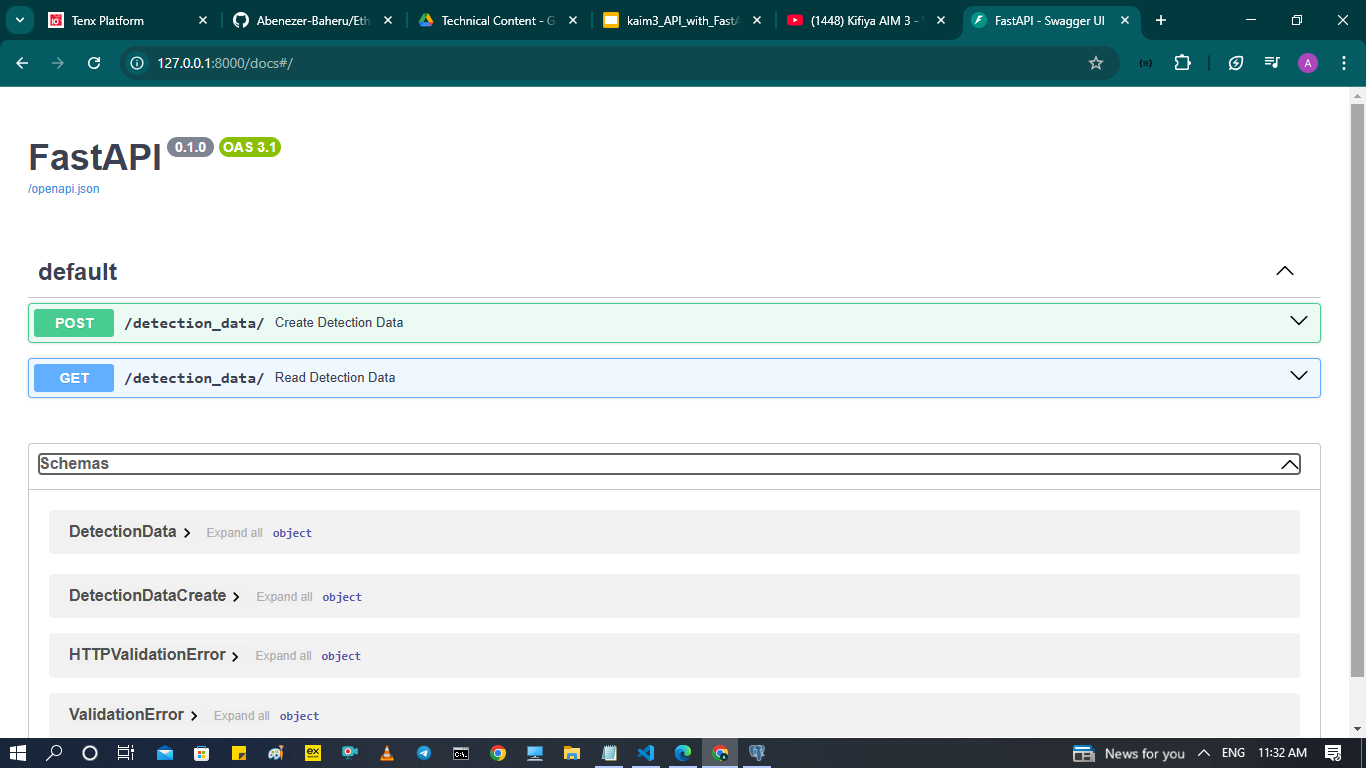 Tenx Platform
Abenezer-Baheru/Eth
Technical Content - G
kaim3_API_with_FastA
(1448) Kifiya AIM 3 -
FastAPI - Swagger UI
127.0.0.1:8000/docs#/
A
FastAPI 0.1.0 OAS 3.1
/openapi.json
default
POST /detection_data/ Create Detection Data
GET /detection_data/ Read Detection Data
Schemas
DetectionData Expand all object
DetectionDataCreate Expand all object
HTTPValidationError Expand all object
ValidationError Expand all object
News for you ENG 11:32 AM